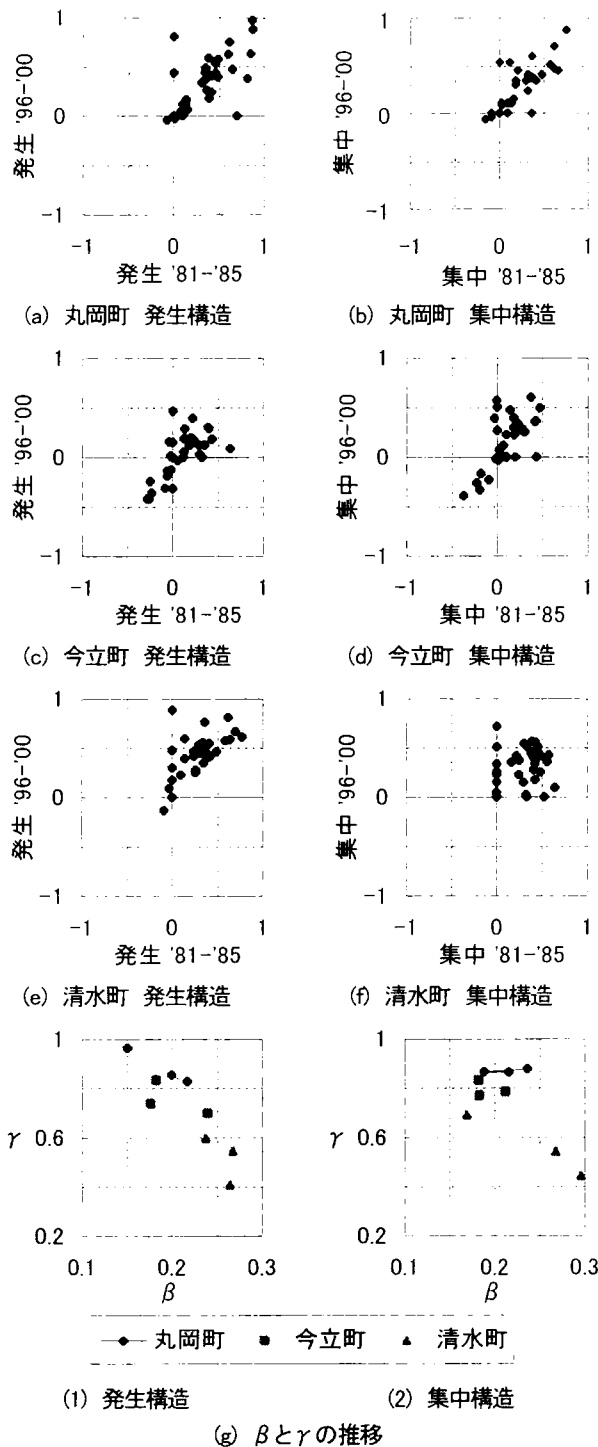 1
1
発生 '96-'00
0
集中 '96-'00
0
-1
-1
-1 0 1
-1 0 1
発生 '81-'85
集中 '81-'85
(a) 丸岡町 発生構造
(b) 丸岡町 集中構造
1
1
発生 '96-'00
0
集中 '96-'00
0
-1
-1
-1 0 1
-1 0 1
発生 '81-'85
集中 '81-'85
(c) 今立町 発生構造
(d) 今立町 集中構造
1
1
発生 '96-'00
0
集中 '96-'00
0
-1
-1
-1 0 1
-1 0 1
発生 '81-'85
集中 '81-'85
(e) 清水町 発生構造
(f) 清水町 集中構造
1
1
γ 0.6
γ 0.6
0.2
0.2
0.1 0.2 0.3
0.1 0.2 0.3
β
β
丸岡町 今立町 清水町
(1) 発生構造
(2) 集中構造
(g) βとγの推移